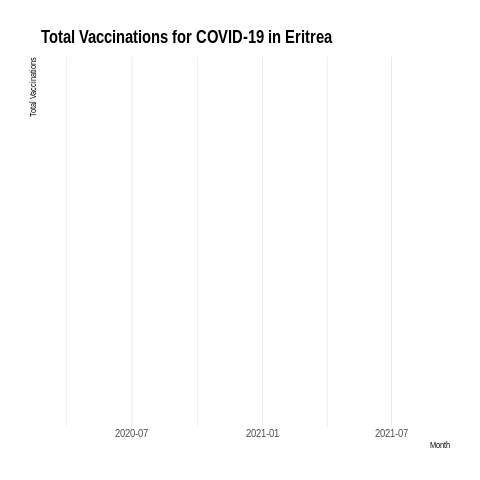 Total Vaccinations for COVID-19 in Eritrea
Total Vaccinations
2020-07
2021-01
2021-07
Month